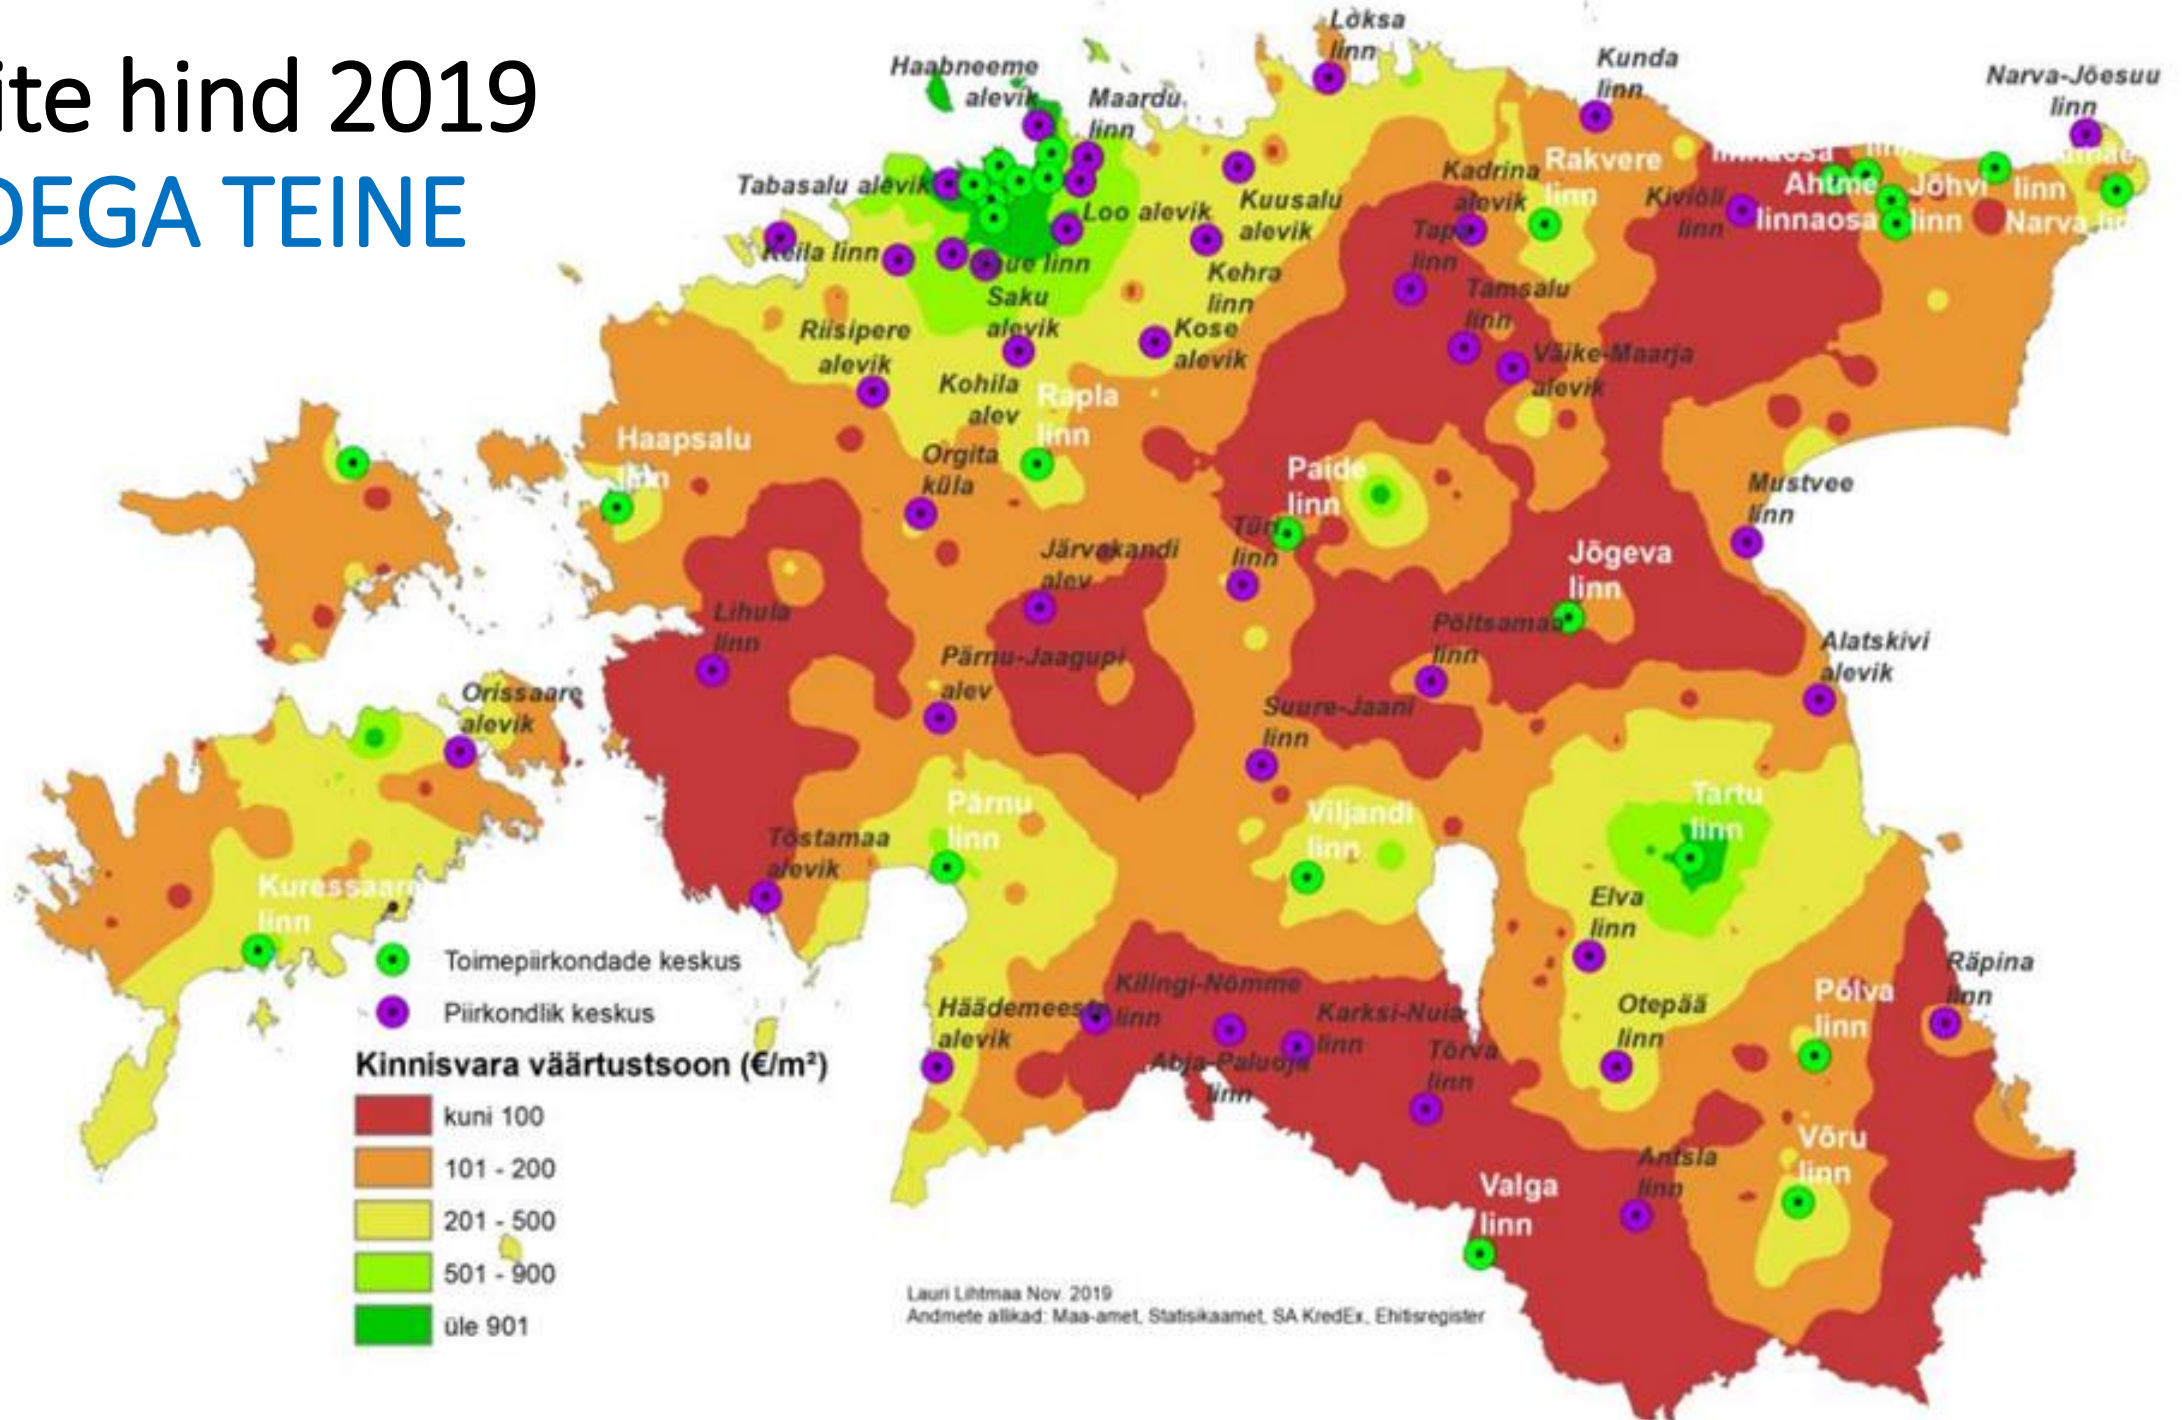 ite hind 2019
DEGA TEINE
Loksa
linn
Haabneeme
alevik
Maardu
linn
Kunda
linn
Narva-Jõesuu
linn
Tabasalu alevik
Loo alevik
Kuusalu
alevik
Kadrina
alevik
Rakvere
linn
Kiviõli
linn
linnaosa
Ahtme
linnaosa
Jõhvi
linn
linn
Narva
Keila linn
linn
Kehra
linn
Tapa
linn
Saku
alevik
Tamsalu
linn
Riisipere
alevik
Kose
alevik
Väike-Maarja
alevik
Kohila
alev
Rapla
linn
Haapsalu
linn
Orgita
küla
Paide
linn
Türi
linn
Mustvee
linn
Järvakandi
alev
Jõgeva
linn
Lihula
linn
Põltsamaa
linn
Alatskivi
alevik
Pärnu-Jaagupi
alev
Orissaare
alevik
Suure-Jaani
linn
Pärnu
linn
Viljandi
linn
Tartu
linn
Tõstamaa
alevik
Kuressaare
linn
Elva
linn
Räpina
linn
Häädemeeste
alevik
Kilingi-Nõmme
linn
Karksi-Nuia
linn
Abja-Paluoja
linn
Tõrva
linn
Otepää
linn
Põlva
linn
Võru
linn
Antsla
linn
Valga
linn
Toimepiirkondade keskus
Piirkondlik keskus
Kinnisvara väärtustsoon (€/m²)
kuni 100
101 - 200
201 - 500
501 - 900
üle 901
Lauri Lihtmaa Nov. 2019
Andmete allikad: Maa-amet, Statisikaamet, SA KredEx, Ehitisregister